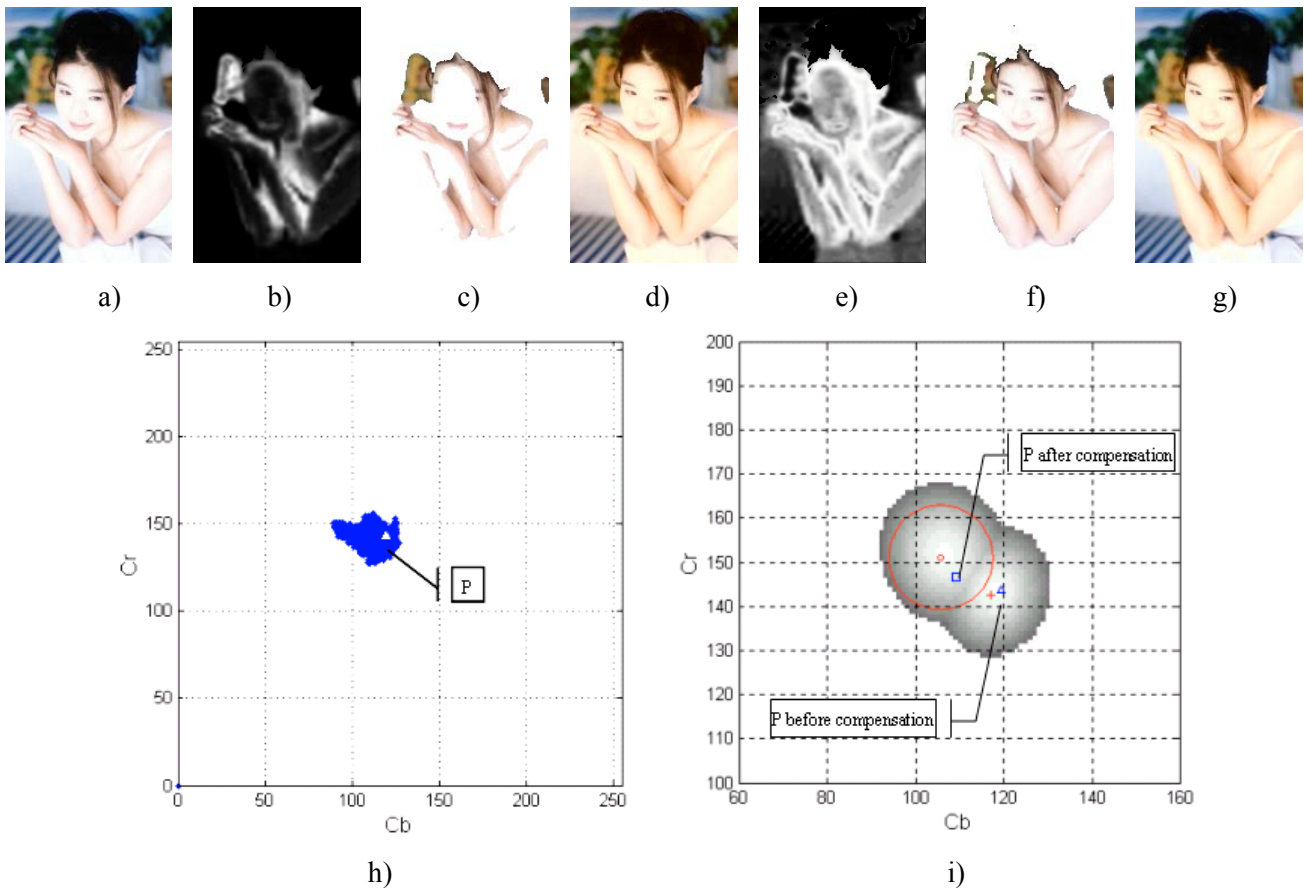 a) b) c) d) e) f) g)
250
200
150
100
50
0
Cr
P
0 50 100 150 200 250
Cb
h)
200
190
180
170
160
150
140
130
120
110
100
Cr
P after compensation
P before compensation
60 80 100 120 140 160
Cb
i)